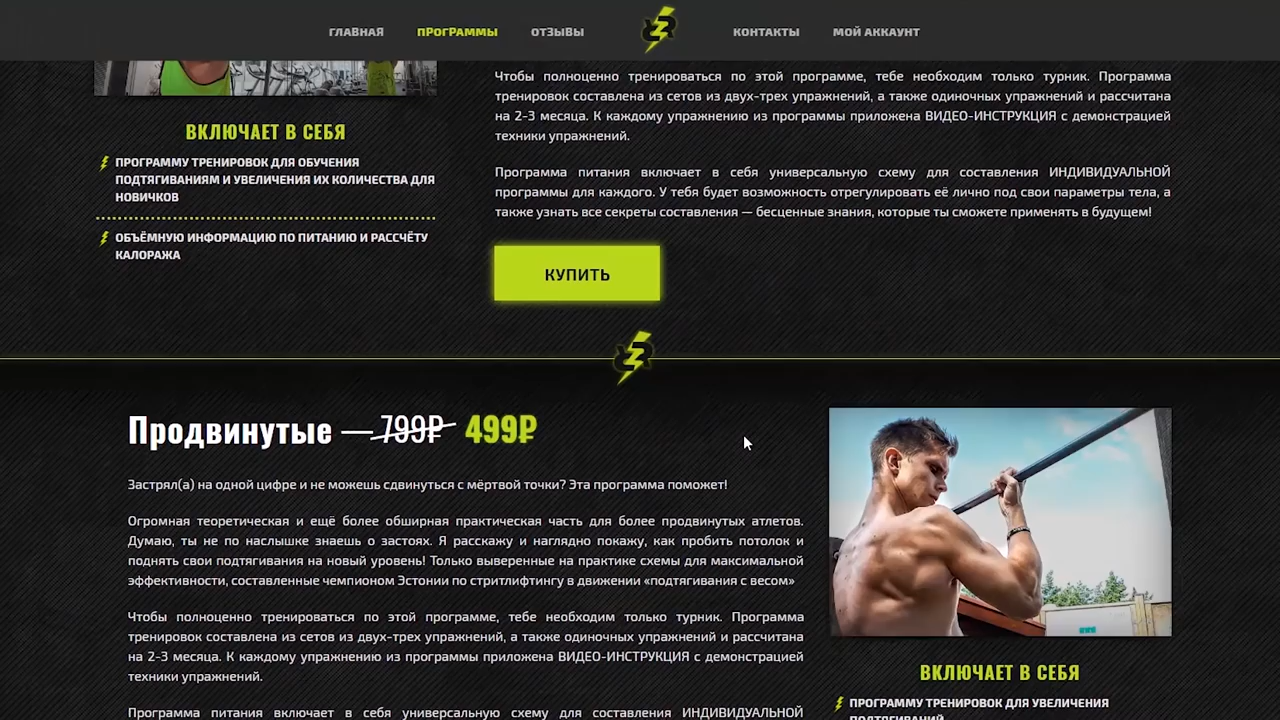 ГЛАВНАЯ ПРОГРАММЫ ОТЗЫВЫ КОНТАКТЫ МОЙ АККАУНТ
ВКЛЮЧАЕТ В СЕБЯ
ПРОГРАММУ ТРЕНИРОВОК ДЛЯ ОБУЧЕНИЯ
ПОДТЯГИВАНИЯМ И УВЕЛИЧЕНИЯ ИХ КОЛИЧЕСТВА ДЛЯ
НОВИЧКОВ
ОБЪЁМНУЮ ИНФОРМАЦИЮ ПО ПИТАНИЮ И РАССЧЁТУ
КАЛОРАЖА
Чтобы полноценно тренироваться по этой программе, тебе необходим только турник. Программа
тренировок составлена из сетов из двух-трех упражнений, а также одиночных упражнений и рассчитана
на 2-3 месяца. К каждому упражнению из программы приложена ВИДЕО-ИНСТРУКЦИЯ с демонстрацией
техники упражнений.
Программа питания включает в себя универсальную схему для составления ИНДИВИДУАЛЬНОЙ
программы для каждого. У тебя будет возможность отрегулировать её лично под свои параметры тела, а
также узнать все секреты составления — бесценные знания, которые ты сможете применять в будущем!
КУПИТЬ
Продвинутые — 799₽ 499₽
Застрял(а) на одной цифре и не можешь сдвинуться с мёртвой точки? Эта программа поможет!
Огромная теоретическая и ещё более обширная практическая часть для более продвинутых атлетов.
Думаю, ты не по наслышке знаешь о застоях. Я расскажу и наглядно покажу, как пробить потолок и
поднять свои подтягивания на новый уровень! Только выверенные на практике схемы для максимальной
эффективности, составленные чемпионом Эстонии по стритлифтингу в движении «подтягивания с весом»
Чтобы полноценно тренироваться по этой программе, тебе необходим только турник. Программа
тренировок составлена из сетов из двух-трех упражнений, а также одиночных упражнений и рассчитана
на 2-3 месяца. К каждому упражнению из программы приложена ВИДЕО-ИНСТРУКЦИЯ с демонстрацией
техники упражнений.
Программа питания включает в себя универсальную схему для составления ИНДИВИДУАЛЬНОЙ
ВКЛЮЧАЕТ В СЕБЯ
ПРОГРАММУ ТРЕНИРОВОК ДЛЯ УВЕЛИЧЕНИЯ
ПОДТЯГИВАНИЙ